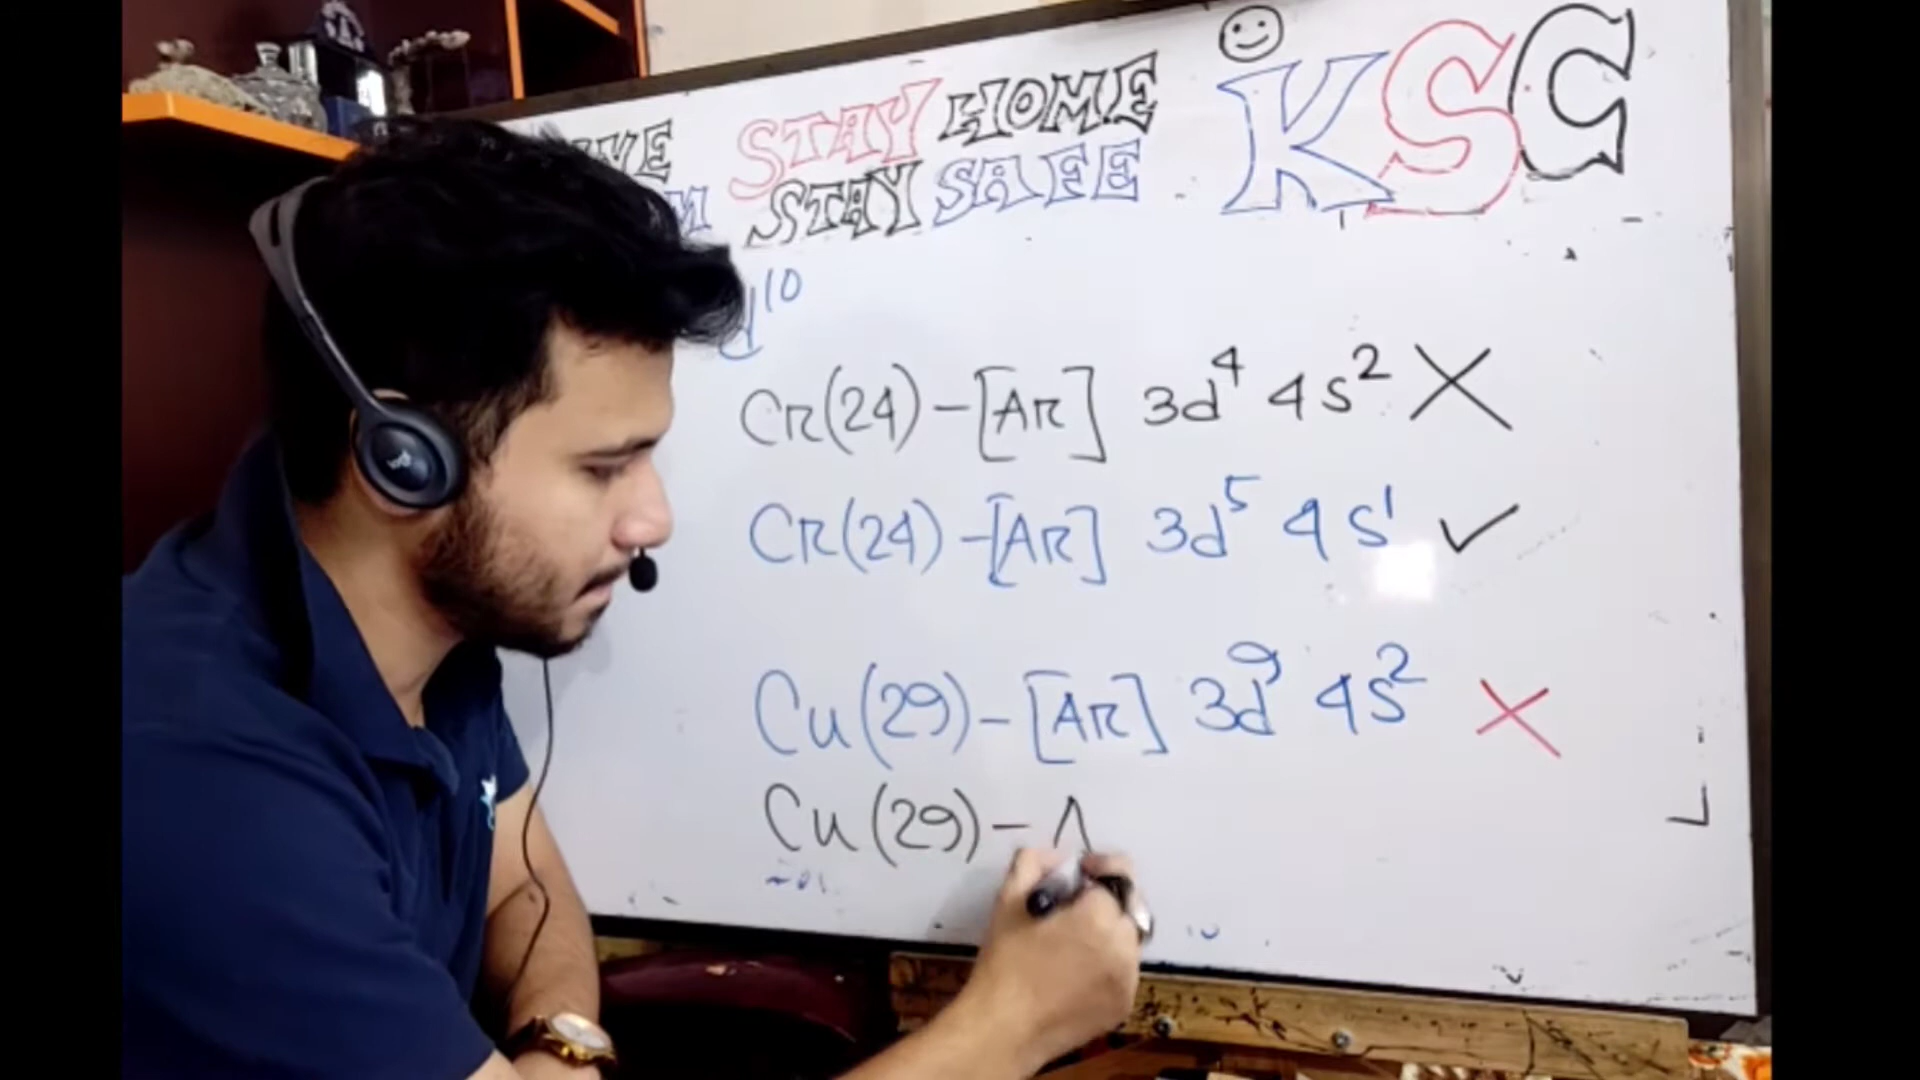 STAY HOME
STAY SAFE
KSC
d¹⁰
Cr(24) - [Ar] 3d⁴ 4s² ✗
Cr(24) - [Ar] 3d⁵ 4s¹ ✓
Cu(29) - [Ar] 3d⁹ 4s² ✗
Cu(29) - A